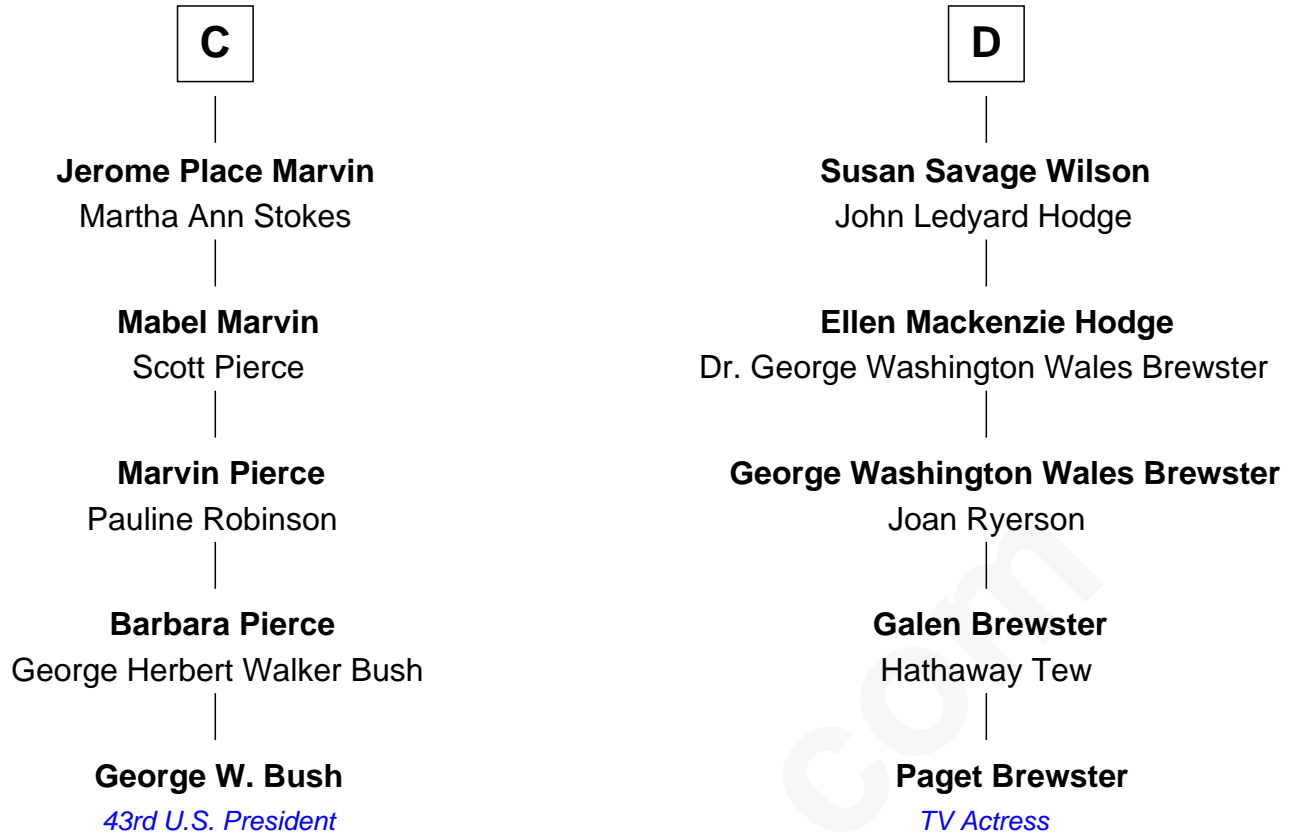 C
Jerome Place Marvin
Martha Ann Stokes
Mabel Marvin
Scott Pierce
Marvin Pierce
Pauline Robinson
Barbara Pierce
George Herbert Walker Bush
George W. Bush
43rd U.S. President
D
Susan Savage Wilson
John Ledyard Hodge
Ellen Mackenzie Hodge
Dr. George Washington Wales Brewster
George Washington Wales Brewster
Joan Ryerson
Galen Brewster
Hathaway Tew
Paget Brewster
TV Actress
com